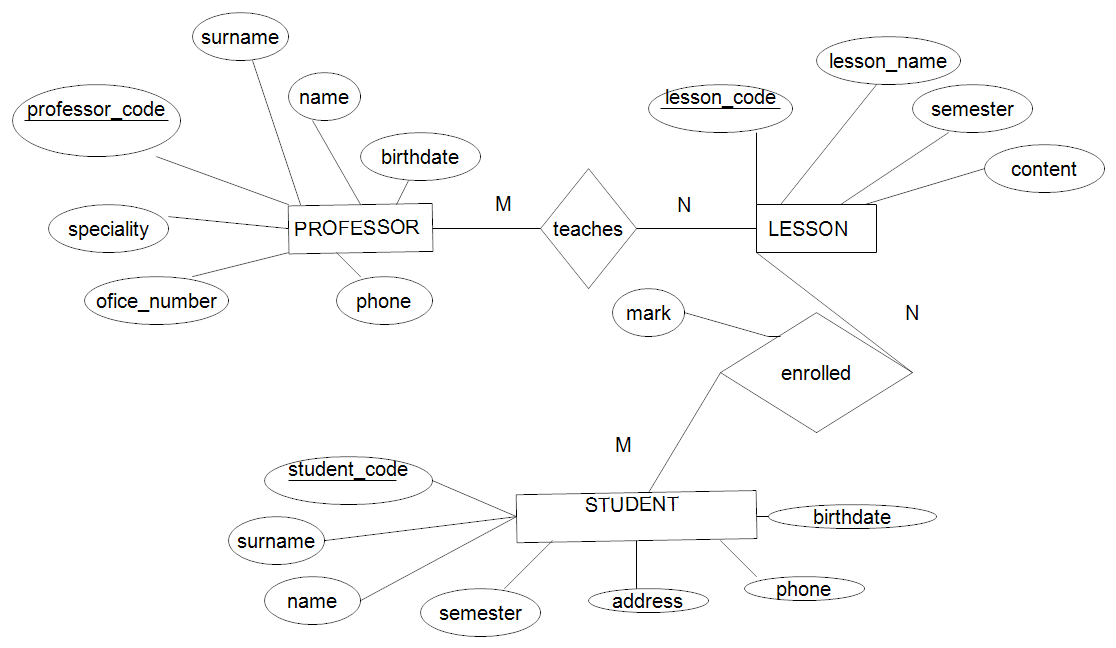 surname
lesson_name
name
lesson_code
professor_code
semester
birthdate
content
M
N
speciality
PROFESSOR
teaches
LESSON
ofice_number
phone
mark
N
enrolled
M
student_code
STUDENT
birthdate
surname
name
semester
address
phone